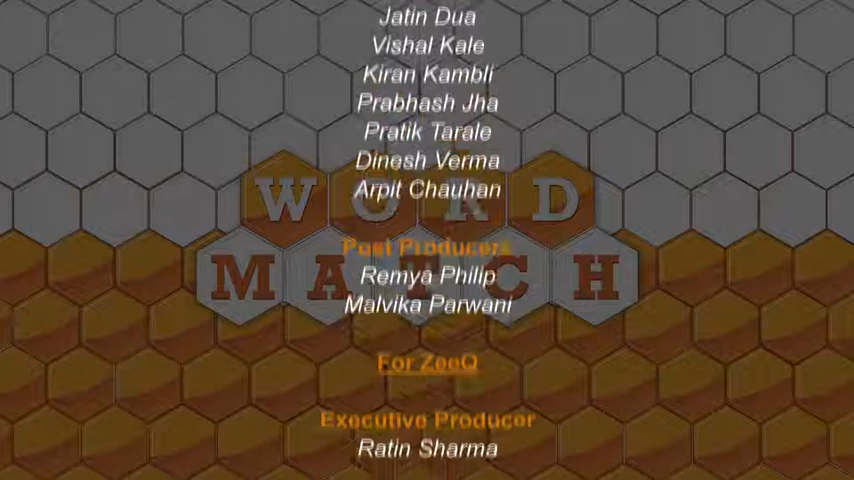 Jatin Dua
Vishal Kale
Kiran Kambli
Prabhash Jha
Pratik Tarale
Dinesh Verma
Arpit Chauhan
WORD
MATCH
Post Producers
Remya Philip
Malvika Parwani
For ZeeQ
Executive Producer
Ratin Sharma